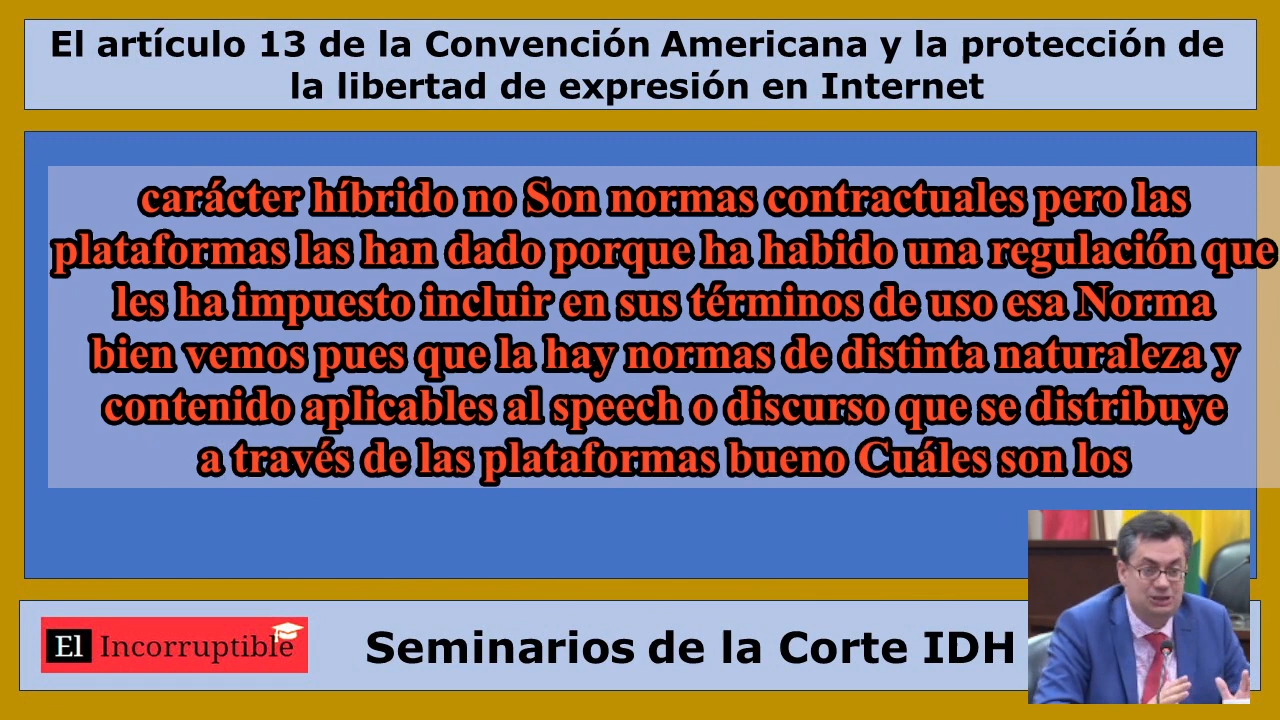 El artículo 13 de la Convención Americana y la protección de
la libertad de expresión en Internet
carácter híbrido no Son normas contractuales pero las
plataformas las han dado porque ha habido una regulación que
les ha impuesto incluir en sus términos de uso esa Norma
bien vemos pues que la hay normas de distinta naturaleza y
contenido aplicables al speech o discurso que se distribuye
a través de las plataformas bueno Cuáles son los
El Incorruptible
Seminarios de la Corte IDH